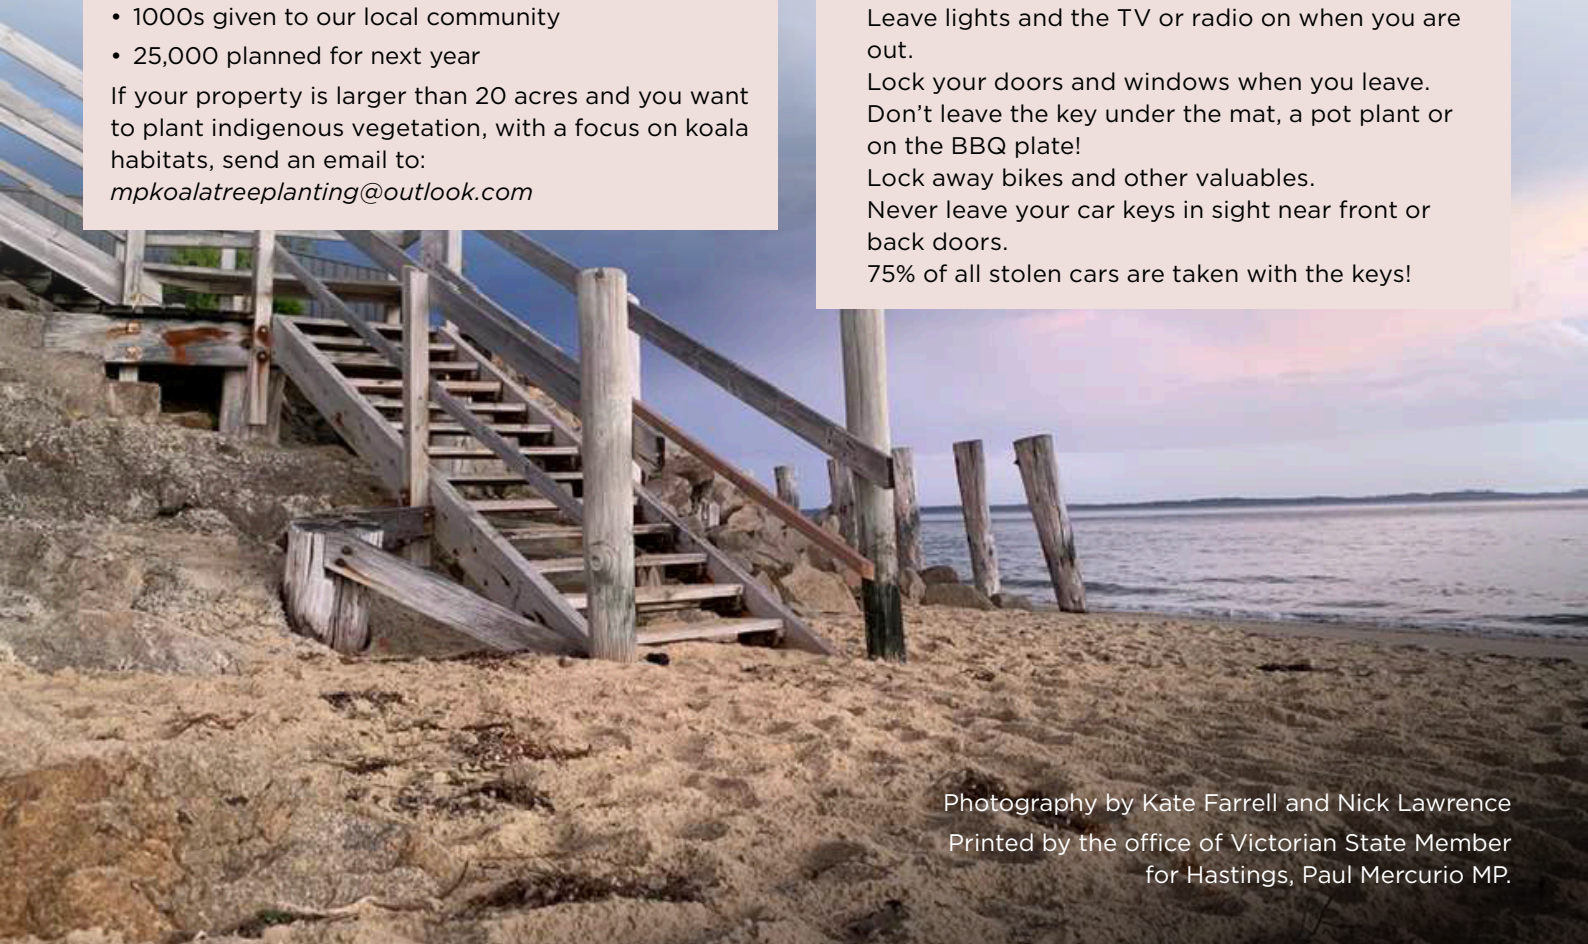 • 1000s given to our local community
• 25,000 planned for next year
If your property is larger than 20 acres and you want
to plant indigenous vegetation, with a focus on koala
habitats, send an email to:
mpkoalatreeplanting@outlook.com
Leave lights and the TV or radio on when you are
out.
Lock your doors and windows when you leave.
Don’t leave the key under the mat, a pot plant or
on the BBQ plate!
Lock away bikes and other valuables.
Never leave your car keys in sight near front or
back doors.
75% of all stolen cars are taken with the keys!
Photography by Kate Farrell and Nick Lawrence
Printed by the office of Victorian State Member
for Hastings, Paul Mercurio MP.